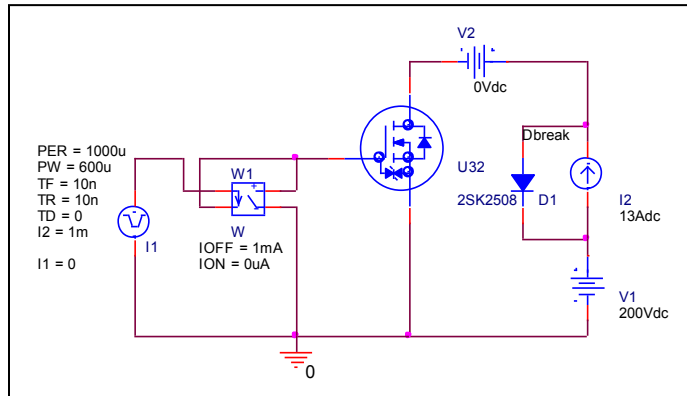 V2
0Vdc
Dbreak
PER = 1000u
PW = 600u
TF = 10n
TR = 10n
TD = 0
I2 = 1m
I1 = 0
I1
W1
+
-
W
IOFF = 1mA
ION = 0uA
U32
2SK2508
D1
I2
13Adc
V1
200Vdc
0